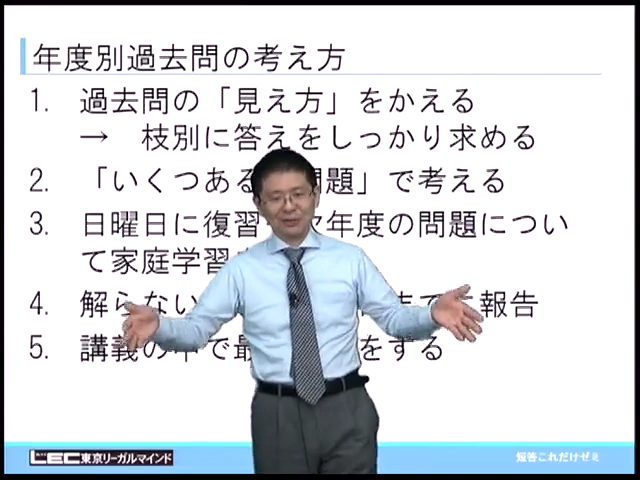 年度別過去問の考え方
1. 過去問の「見え方」をかえる
→ 枝別に答えをしっかり求める
2. 「いくつある 問題」で考える
3. 日曜日に復習 次年度の問題につい
て家庭学習
4. 解らない までに報告
5. 講義の中で最 をする
LEC東京リーガルマインド
短答これだけゼミ